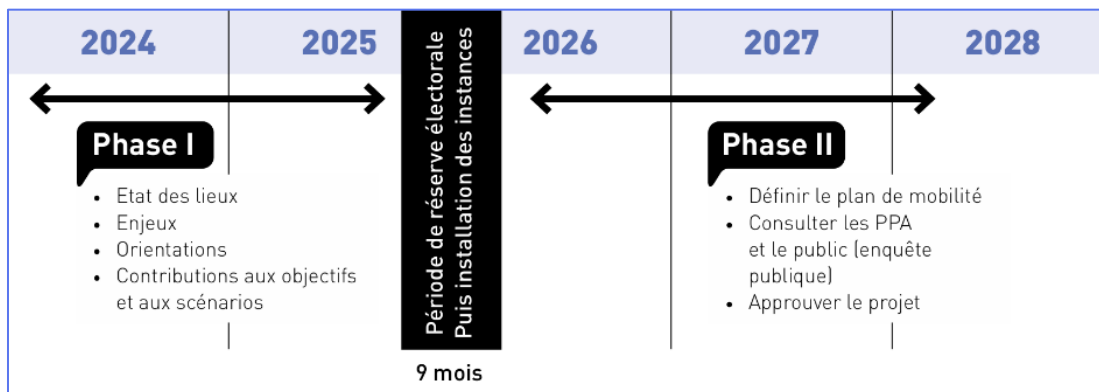 2024
2025
2026
2027
2028
Période de réserve électorale
Puis installation des instances
9 mois
Phase I
• Etat des lieux
• Enjeux
• Orientations
• Contributions aux objectifs
et aux scénarios
Phase II
• Définir le plan de mobilité
• Consulter les PPA
et le public (enquête
publique)
• Approuver le projet